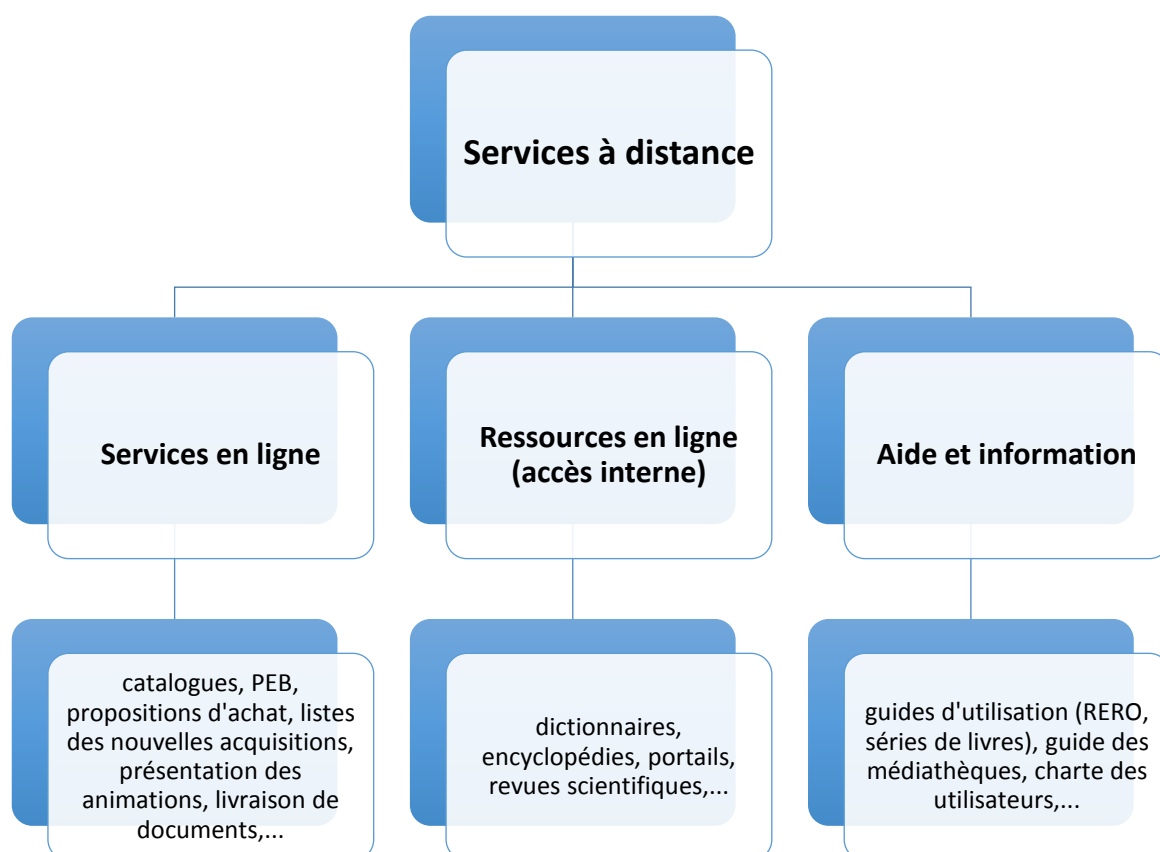 Services à distance
Services en ligne
Ressources en ligne
(accès interne)
Aide et information
catalogues, PEB,
propositions d'achat, listes
des nouvelles acquisitions,
présentation des
animations, livraison de
documents,...
dictionnaires,
encyclopédies, portails,
revues scientifiques,...
guides d'utilisation (RERO,
séries de livres), guide des
médiathèques, charte des
utilisateurs,...